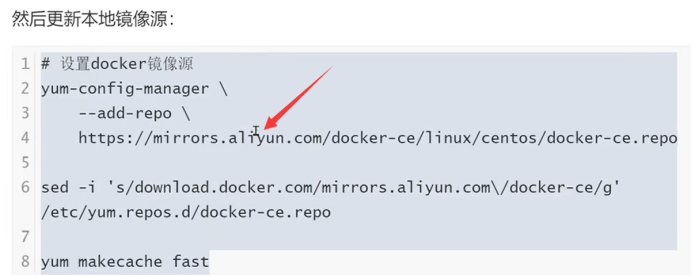 然后更新本地镜像源：
1 # 设置docker镜像源
2 yum-config-manager \
3     --add-repo \
4     https://mirrors.aliyun.com/docker-ce/linux/centos/docker-ce.repo
5
6 sed -i 's/download.docker.com/mirrors.aliyun.com\/docker-ce/g'
/etc/yum.repos.d/docker-ce.repo
7
8 yum makecache fast